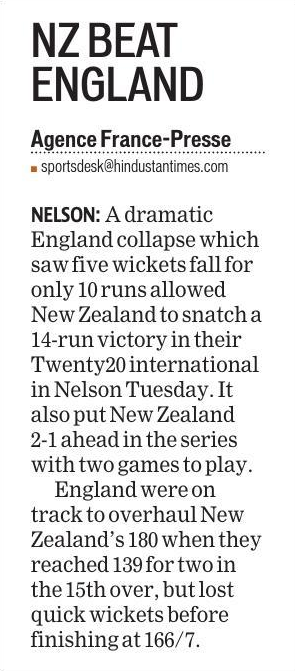 NZ BEAT
ENGLAND
Agence France-Presse
sportsdesk@hindustantimes.com
NELSON: A dramatic
England collapse which
saw five wickets fall for
only 10 runs allowed
New Zealand to snatch a
14-run victory in their
Twenty20 international
in Nelson Tuesday. It
also put New Zealand
2-1 ahead in the series
with two games to play.
England were on
track to overhaul New
Zealand's 180 when they
reached 139 for two in
the 15th over, but lost
quick wickets before
finishing at 166/7.